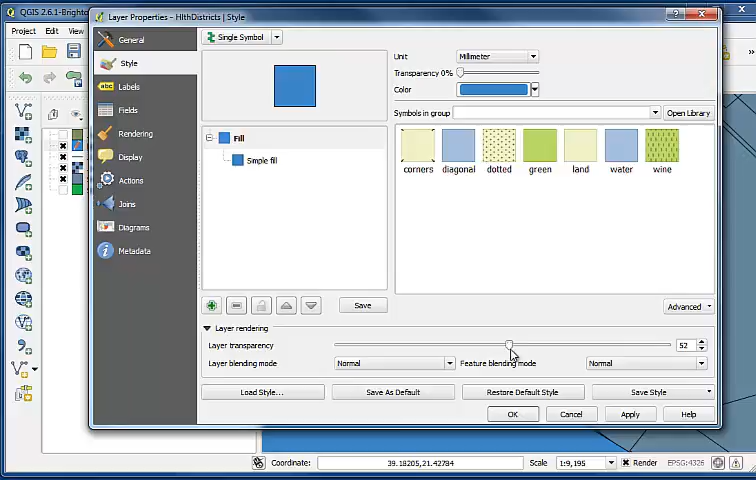 QGIS 2.6.1-Brighto
Layer Properties - HlthDistricts | Style
Project Edit
General
Style
Labels
Fields
Rendering
Display
Actions
Joins
Diagrams
Metadata
Single Symbol
Unit Millimeter
Transparency 0%
Color
Symbols in group Open Library
Fill
Simple fill
corners diagonal dotted green land water wine
Save Advanced
Layer rendering
Layer transparency 52
Layer blending mode Normal Feature blending mode Normal
Load Style... Save As Default Restore Default Style Save Style
OK Cancel Apply Help
Coordinate: 39.18205,21.42784 Scale 1:9,195 Render EPSG:4326